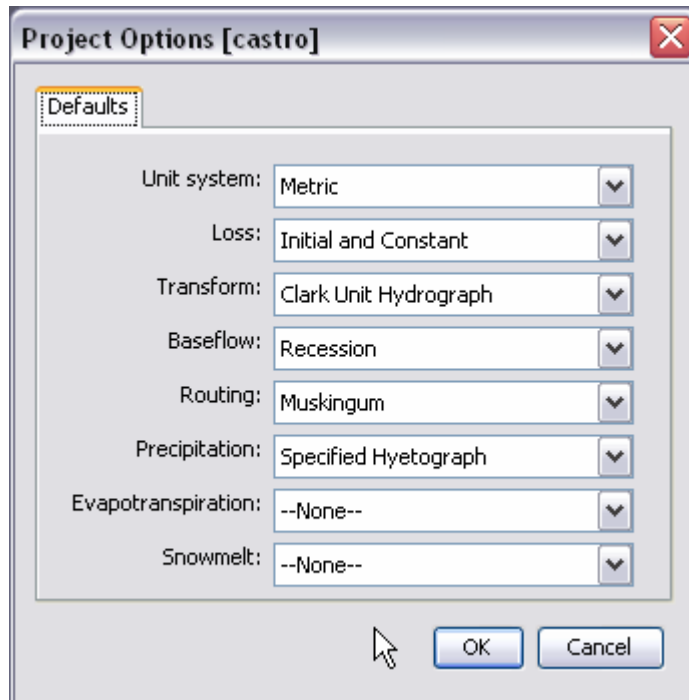 Project Options [castro]
Defaults
Unit system: Metric
Loss: Initial and Constant
Transform: Clark Unit Hydrograph
Baseflow: Recession
Routing: Muskingum
Precipitation: Specified Hyetograph
Evapotranspiration: --None--
Snowmelt: --None--
OK Cancel